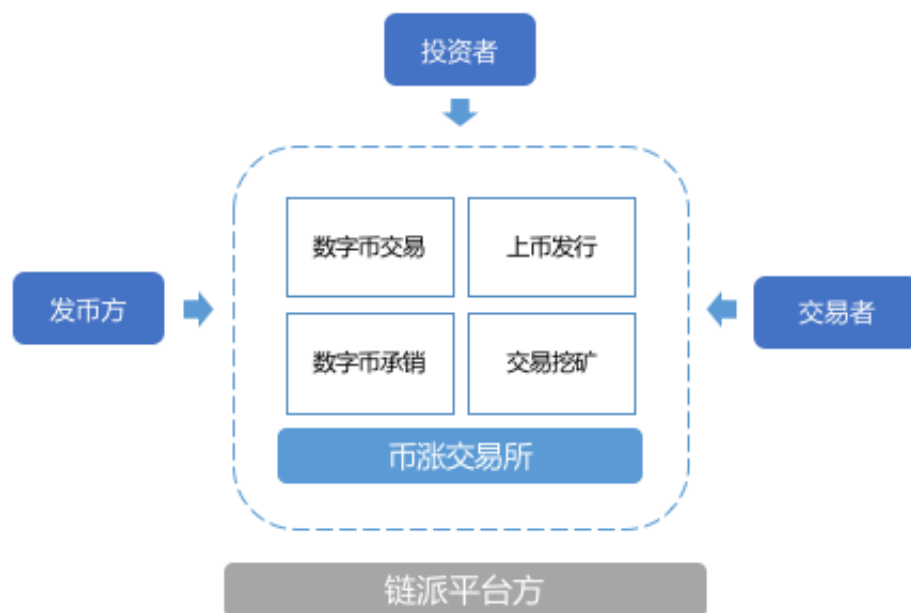 投资者
数字币交易
上币发行
发币方
交易者
数字币承销
交易挖矿
币涨交易所
链派平台方